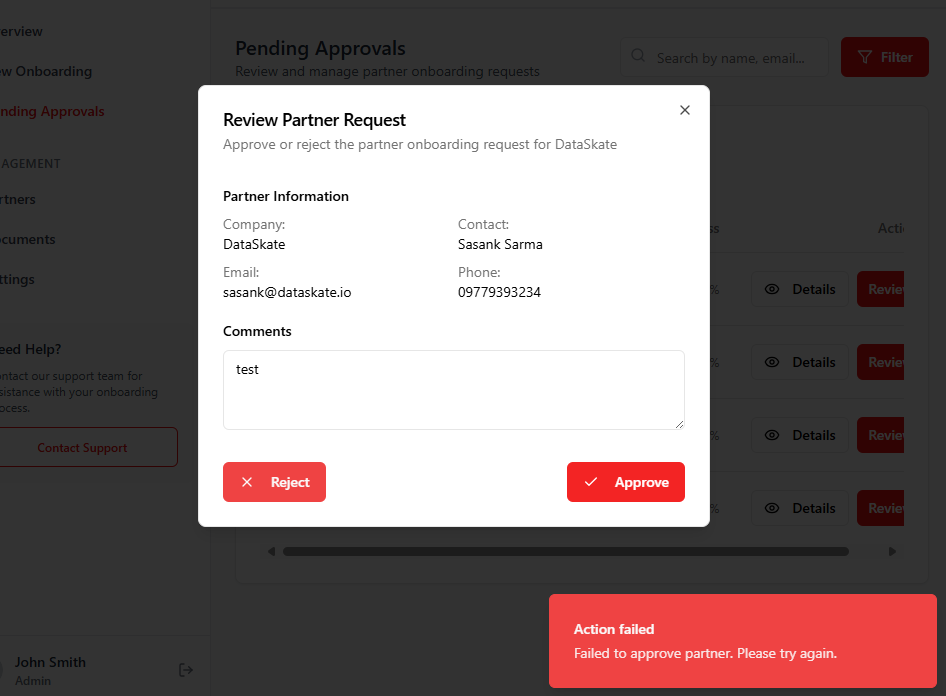 erview
w Onboarding
nding Approvals
AGEMENT
rtners
cuments
ttings
eed Help?
ntact our support team for
sistance with your onboarding
ocess.
Contact Support
John Smith
Admin
Pending Approvals
Review and manage partner onboarding requests
Search by name, email...
Filter
Review Partner Request
Approve or reject the partner onboarding request for DataSkate
Partner Information
Company:
DataSkate
Contact:
Sasank Sarma
Email:
sasank@dataskate.io
Phone:
09779393234
Comments
test
Reject
Approve
ss
Acti
% Details Revie
% Details Revie
% Details Revie
% Details Revie
Action failed
Failed to approve partner. Please try again.